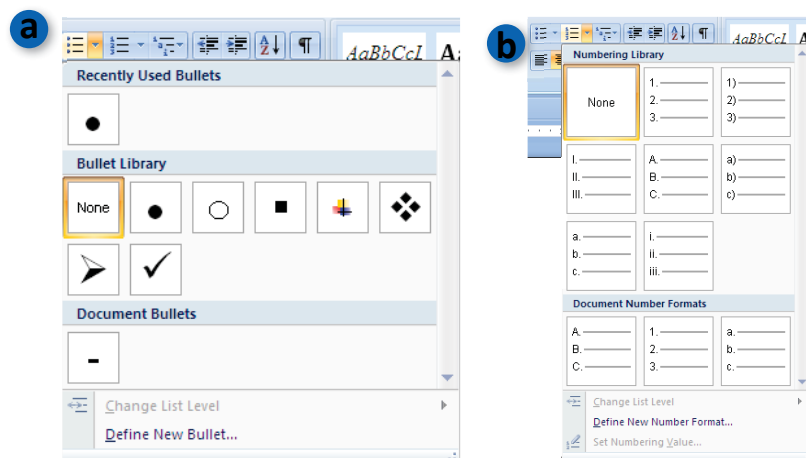 a
AaBbCcI A
Recently Used Bullets
Bullet Library
None
Document Bullets
Change List Level
Define New Bullet...
b
AaBbCcI A
Numbering Library
None
1.
2.
3.
1)
2)
3)
I.
II.
III.
A.
B.
C.
a)
b)
c)
a.
b.
c.
i.
ii.
iii.
Document Number Formats
A.
B.
C.
1.
2.
3.
a.
b.
c.
Change List Level
Define New Number Format...
Set Numbering Value...